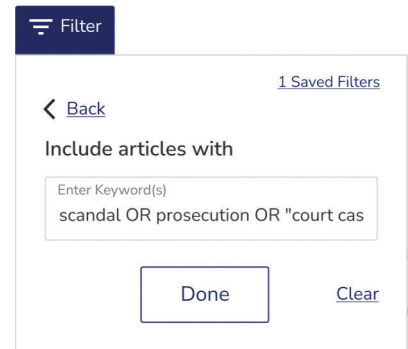 Filter
1 Saved Filters
Back
Include articles with
Enter Keyword(s)
scandal OR prosecution OR "court cas
Done
Clear